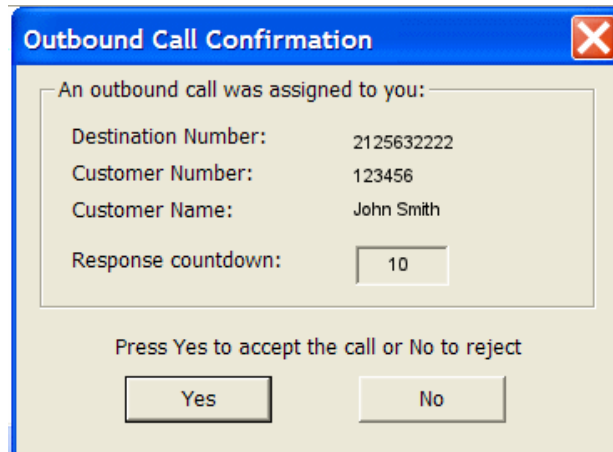 Outbound Call Confirmation
An outbound call was assigned to you:
Destination Number: 2125632222
Customer Number: 123456
Customer Name: John Smith
Response countdown: 10
Press Yes to accept the call or No to reject
Yes No